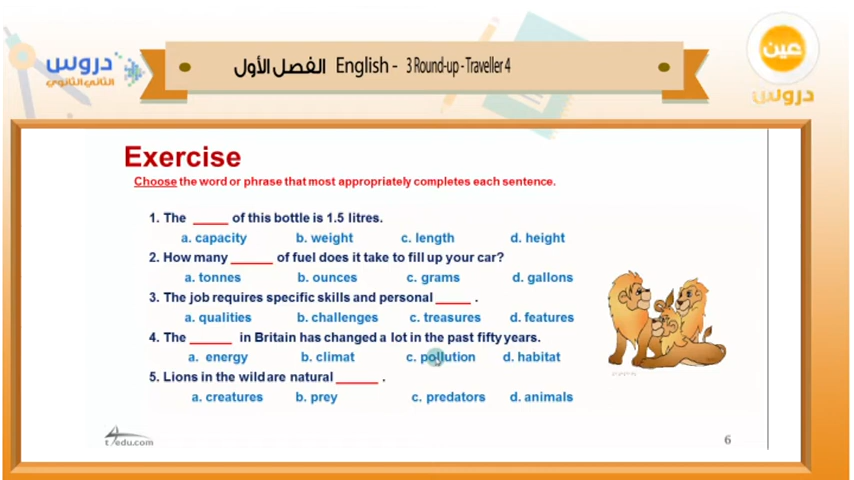 دروس
الثاني الثانوي
الفصل الأول English - 3 Round-up - Traveller 4
عين
دروس
Exercise
Choose the word or phrase that most appropriately completes each sentence.
1. The _____ of this bottle is 1.5 litres.
a. capacity b. weight c. length d. height
2. How many ______ of fuel does it take to fill up your car?
a. tonnes b. ounces c. grams d. gallons
3. The job requires specific skills and personal _____ .
a. qualities b. challenges c. treasures d. features
4. The ______ in Britain has changed a lot in the past fifty years.
a. energy b. climat c. pollution d. habitat
5. Lions in the wild are natural ______ .
a. creatures b. prey c. predators d. animals
t4edu.com
6